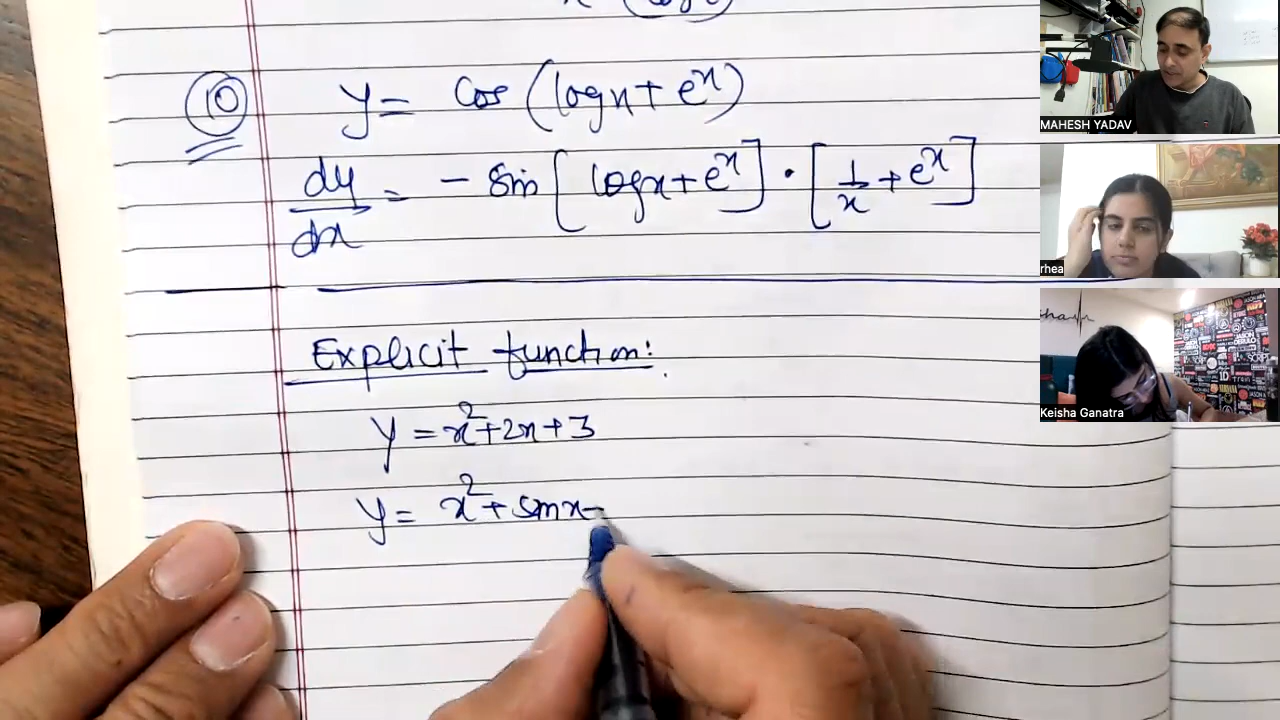 10 y = Cos (log x + e^x)
dy/dx = - Sin [log x + e^x] · [1/x + e^x]
Explicit function:
y = x^2 + 2x + 3
y = x^2 + sin x -
MAHESH YADAV
rhea
Keisha Ganatra